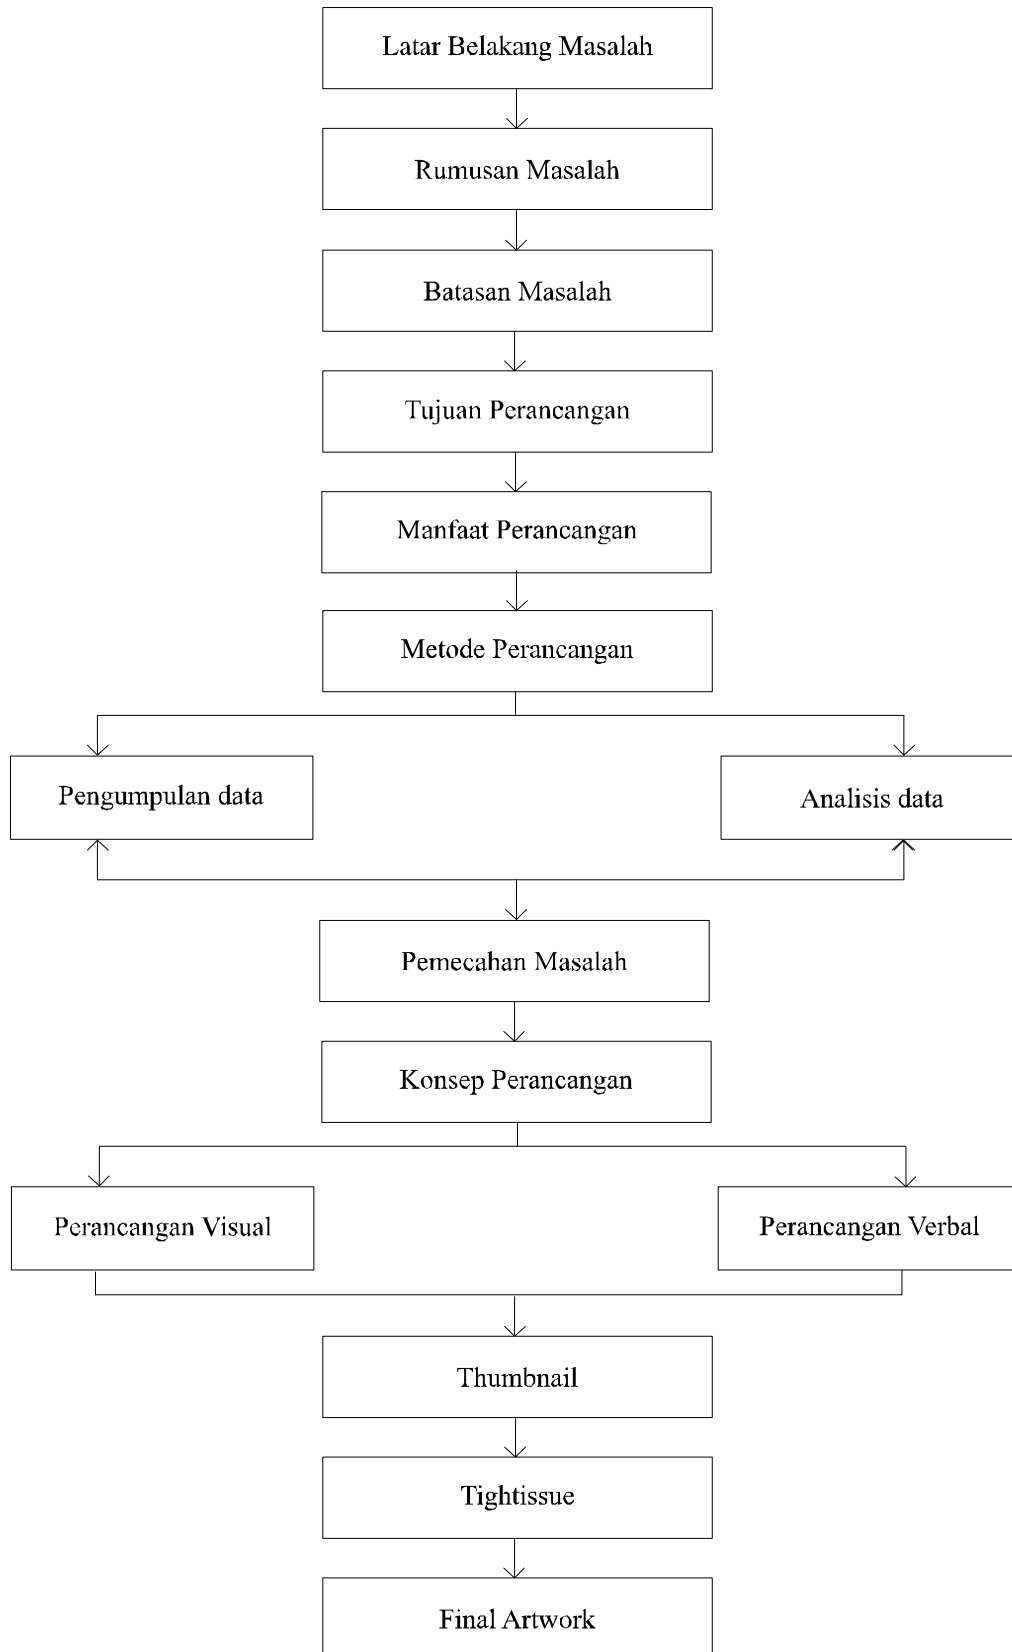 Latar Belakang Masalah
Rumusan Masalah
Batasan Masalah
Tujuan Perancangan
Manfaat Perancangan
Metode Perancangan
Pengumpulan data
Analisis data
Pemecahan Masalah
Konsep Perancangan
Perancangan Visual
Perancangan Verbal
Thumbnail
Tightissue
Final Artwork